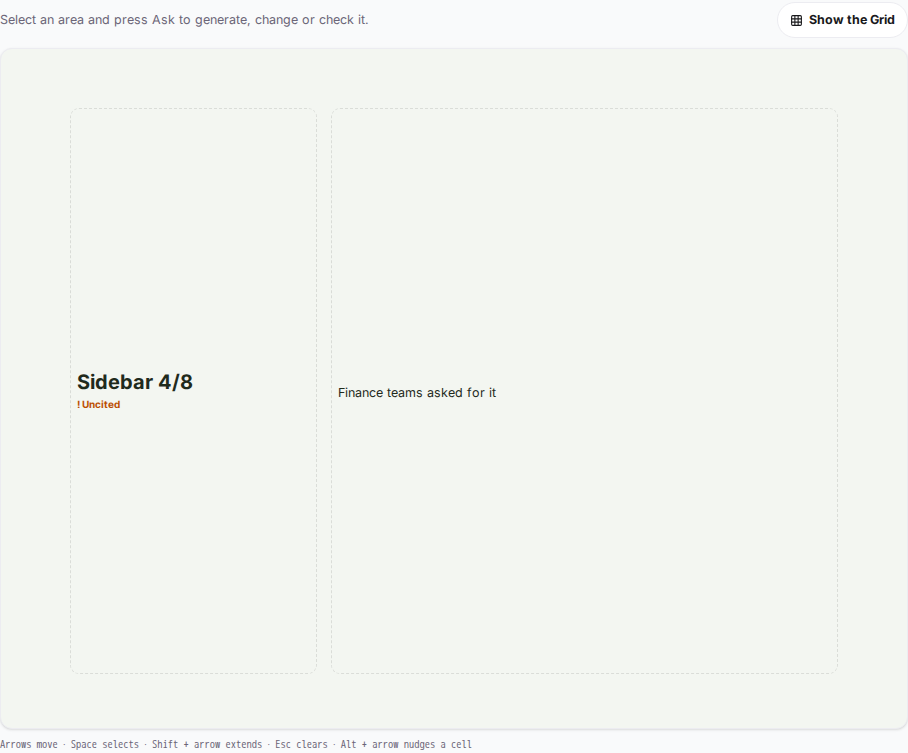 Select an area and press Ask to generate, change or check it.
Show the Grid
Sidebar 4/8
! Uncited
Finance teams asked for it
Arrows move · Space selects · Shift + arrow extends · Esc clears · Alt + arrow nudges a cell